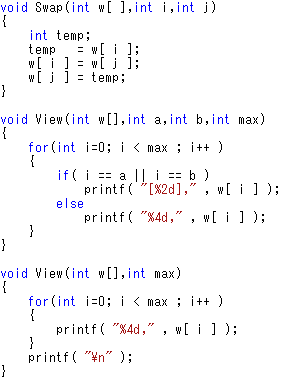 void Swap(int w[ ],int i,int j)
{
    int temp;
    temp   = w[ i ];
    w[ i ] = w[ j ];
    w[ j ] = temp;
}

void View(int w[],int a,int b,int max)
{
    for(int i=0; i < max ; i++ )
    {
        if( i == a || i == b )
            printf( "[%2d]," , w[ i ] );
        else
            printf( "%4d," , w[ i ] );
    }
}

void View(int w[],int max)
{
    for(int i=0; i < max ; i++ )
    {
        printf( "%4d," , w[ i ] );
    }
    printf( "¥n" );
}